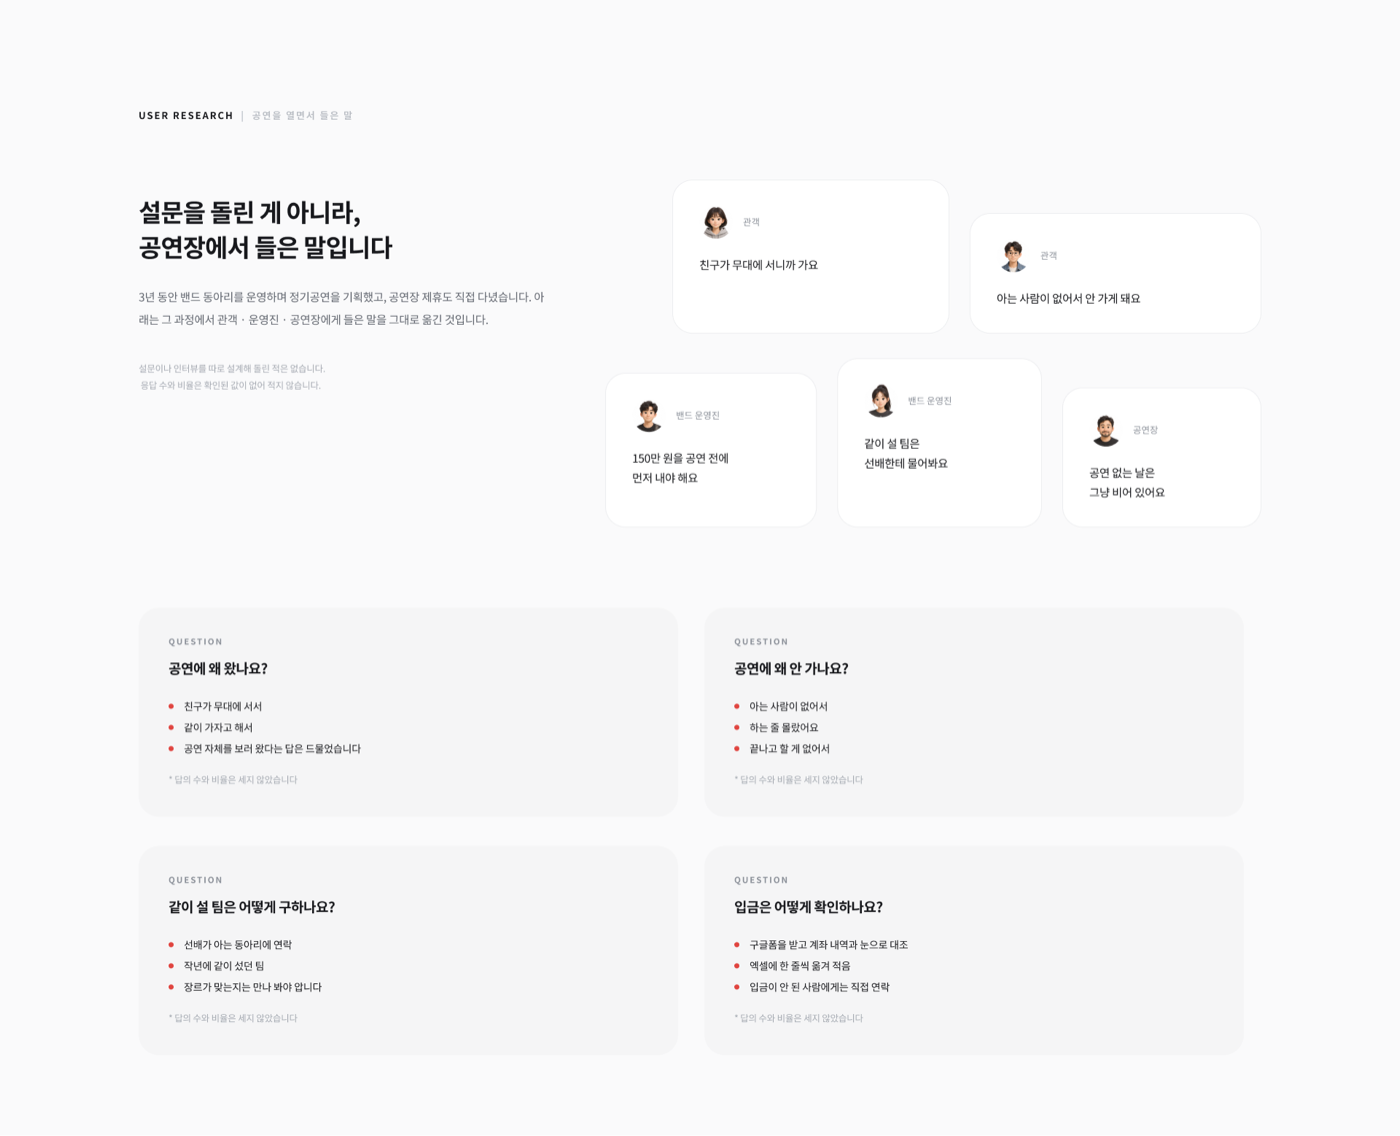 USER RESEARCH | 공연을 열면서 들은 말
설문을 돌린 게 아니라,
공연장에서 들은 말입니다
3년 동안 밴드 동아리를 운영하며 정기공연을 기획했고, 공연장 제휴도 직접 다녔습니다. 아
래는 그 과정에서 관객 · 운영진 · 공연장에게 들은 말을 그대로 옮긴 것입니다.
설문이나 인터뷰를 따로 설계해 돌린 적은 없습니다.
응답 수와 비율은 확인된 값이 없어 적지 않습니다.
관객
친구가 무대에 서니까 가요
관객
아는 사람이 없어서 안 가게 돼요
밴드 운영진
150만 원을 공연 전에
먼저 내야 해요
밴드 운영진
같이 설 팀은
선배한테 물어봐요
공연장
공연 없는 날은
그냥 비어 있어요
QUESTION
공연에 왜 왔나요?
친구가 무대에 서서
같이 가자고 해서
공연 자체를 보러 왔다는 답은 드물었습니다
* 답의 수와 비율은 세지 않았습니다
QUESTION
공연에 왜 안 가나요?
아는 사람이 없어서
하는 줄 몰랐어요
끝나고 할 게 없어서
* 답의 수와 비율은 세지 않았습니다
QUESTION
같이 설 팀은 어떻게 구하나요?
선배가 아는 동아리에 연락
작년에 같이 섰던 팀
장르가 맞는지는 만나 봐야 압니다
* 답의 수와 비율은 세지 않았습니다
QUESTION
입금은 어떻게 확인하나요?
구글폼을 받고 계좌 내역과 눈으로 대조
엑셀에 한 줄씩 옮겨 적음
입금이 안 된 사람에게는 직접 연락
* 답의 수와 비율은 세지 않았습니다